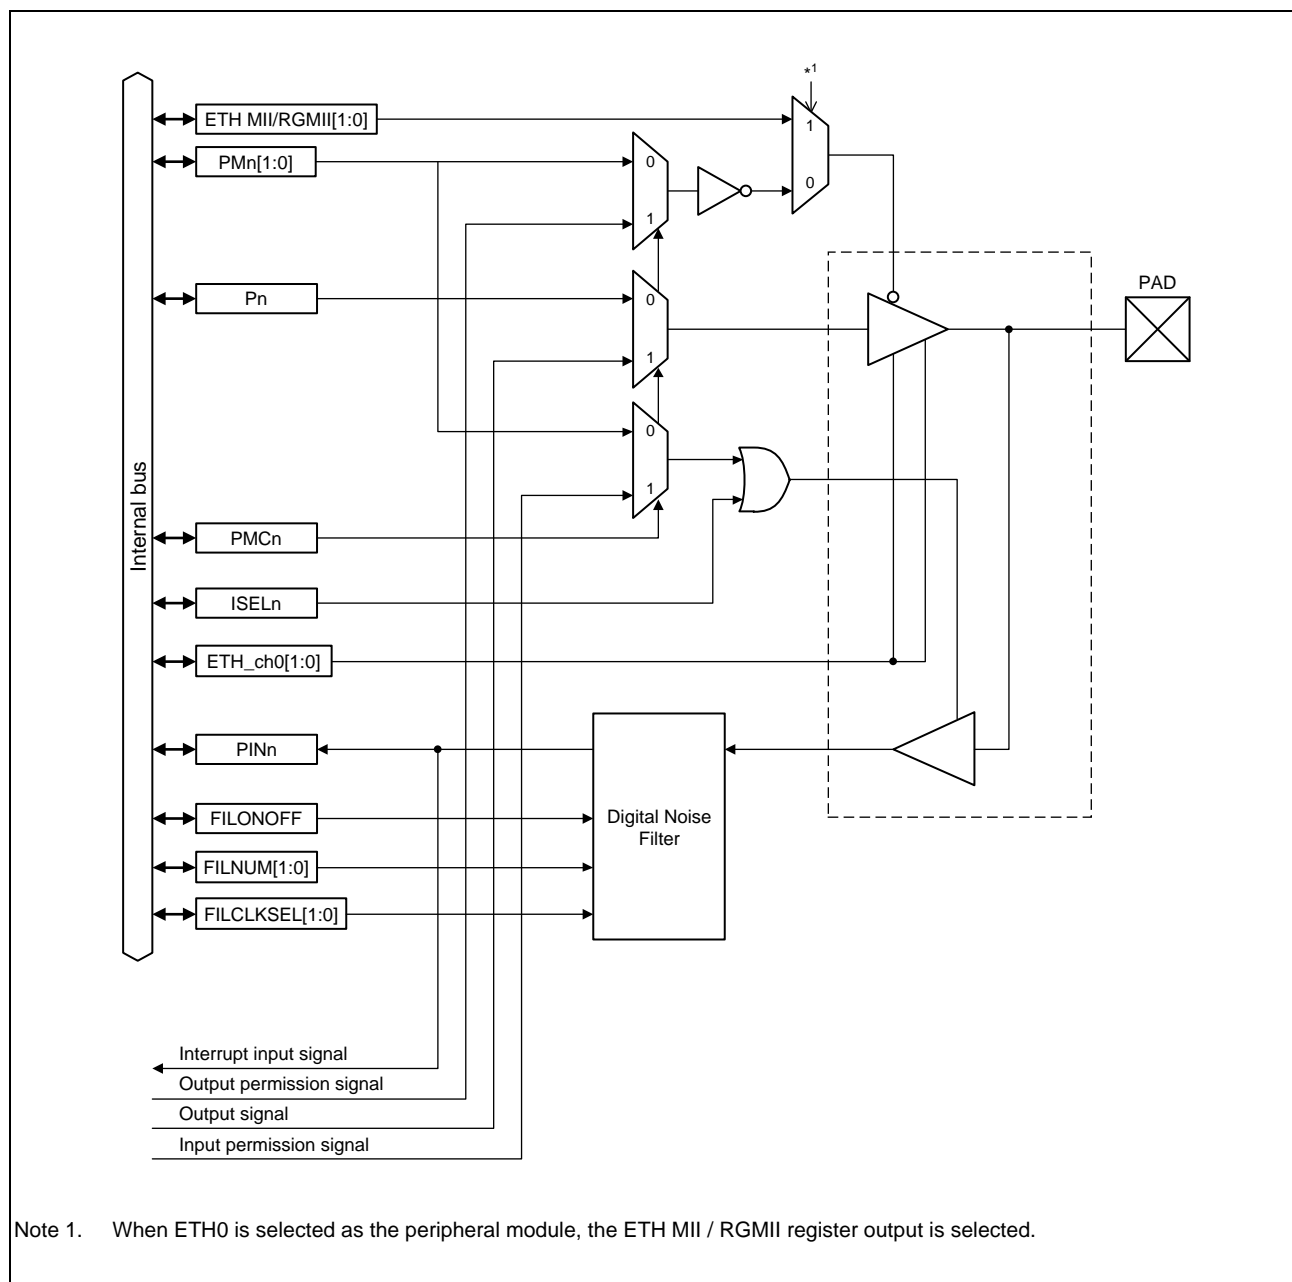 *1
ETH MII/RGMII[1:0]
1
PMn[1:0]
0
0
1
PAD
Pn
0
1
0
1
Internal bus
PMCn
ISELn
ETH_ch0[1:0]
PINn
FILONOFF
Digital Noise
Filter
FILNUM[1:0]
FILCLKSEL[1:0]
Interrupt input signal
Output permission signal
Output signal
Input permission signal
Note 1. When ETH0 is selected as the peripheral module, the ETH MII / RGMII register output is selected.